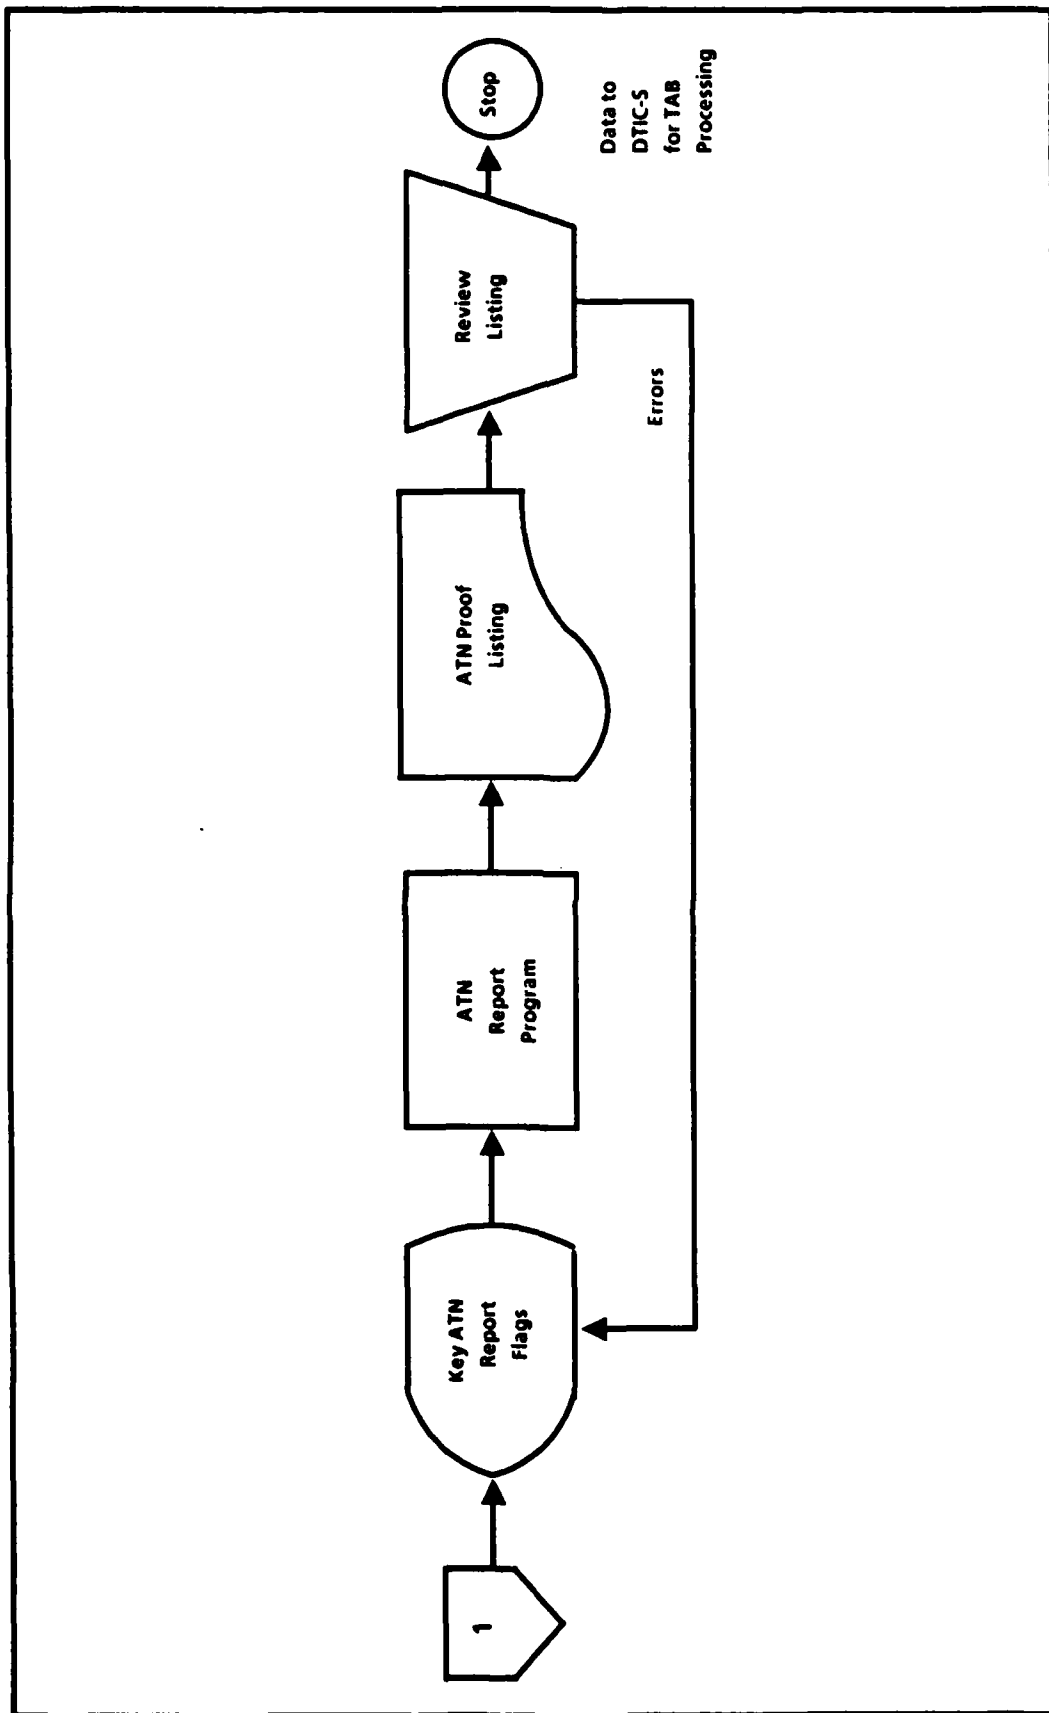 1
Key ATN
Report
Flags
ATN
Report
Program
ATN Proof
Listing
Review
Listing
Errors
Stop
Data to
DTIC-S
for TAB
Processing